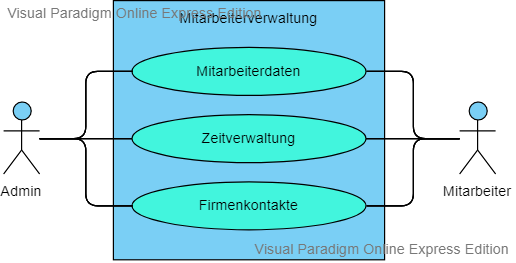 Visual Paradigm Online Express Edition
Mitarbeiterverwaltung
Mitarbeiterdaten
Zeitverwaltung
Admin
Mitarbeiter
Firmenkontakte
Visual Paradigm Online Express Edition